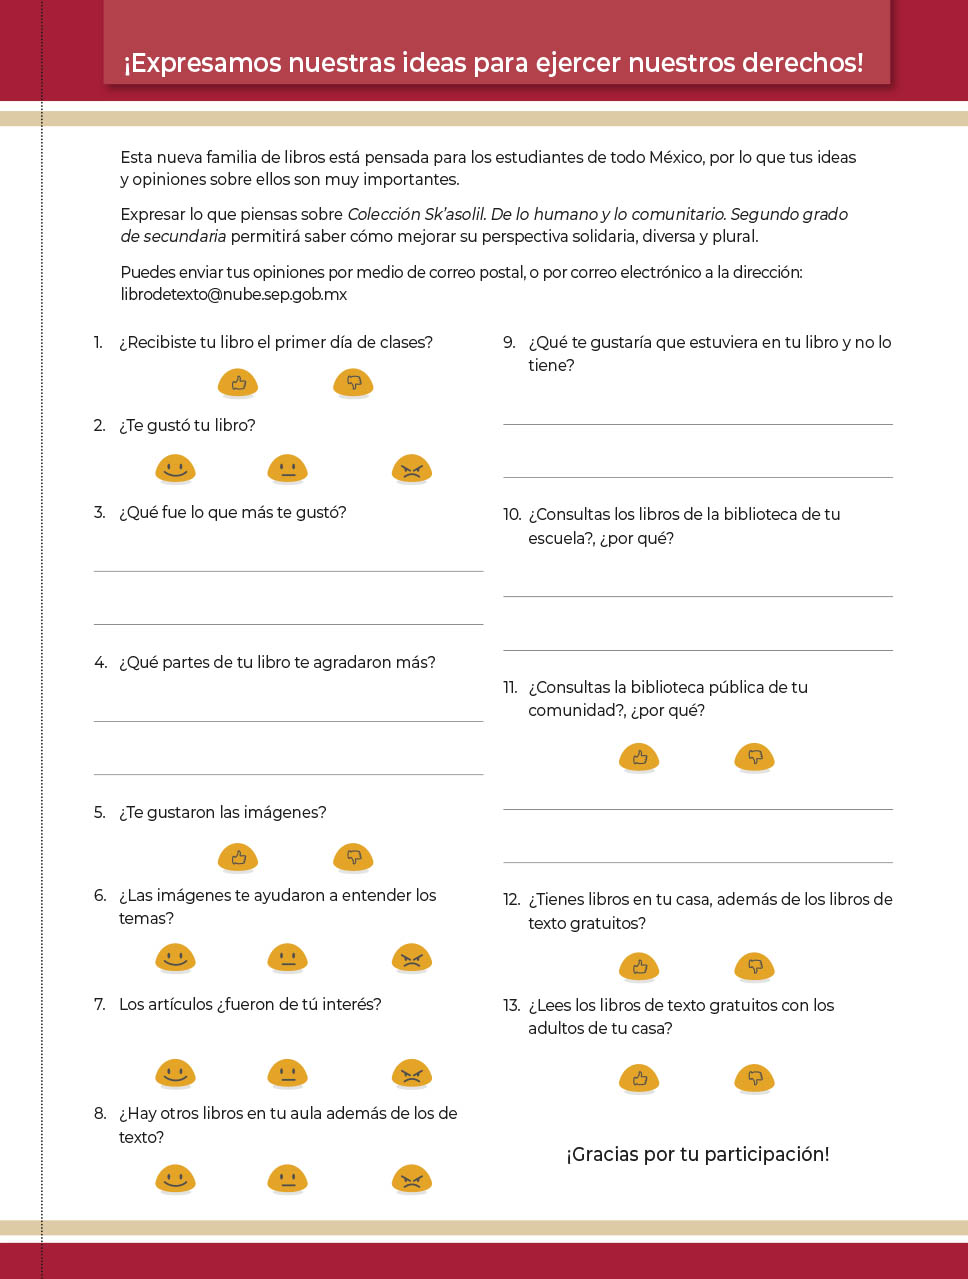 ¡Expresamos nuestras ideas para ejercer nuestros derechos!
Esta nueva familia de libros está pensada para los estudiantes de todo México, por lo que tus ideas
y opiniones sobre ellos son muy importantes.
Expresar lo que piensas sobre Colección Sk’asolil. De lo humano y lo comunitario. Segundo grado
de secundaria permitirá saber cómo mejorar su perspectiva solidaria, diversa y plural.
Puedes enviar tus opiniones por medio de correo postal, o por correo electrónico a la dirección:
librodetexto@nube.sep.gob.mx
1. ¿Recibiste tu libro el primer día de clases?
2. ¿Te gustó tu libro?
3. ¿Qué fue lo que más te gustó?
4. ¿Qué partes de tu libro te agradaron más?
5. ¿Te gustaron las imágenes?
6. ¿Las imágenes te ayudaron a entender los
temas?
7. Los artículos ¿fueron de tú interés?
8. ¿Hay otros libros en tu aula además de los de
texto?
9. ¿Qué te gustaría que estuviera en tu libro y no lo
tiene?
10. ¿Consultas los libros de la biblioteca de tu
escuela?, ¿por qué?
11. ¿Consultas la biblioteca pública de tu
comunidad?, ¿por qué?
12. ¿Tienes libros en tu casa, además de los libros de
texto gratuitos?
13. ¿Lees los libros de texto gratuitos con los
adultos de tu casa?
¡Gracias por tu participación!